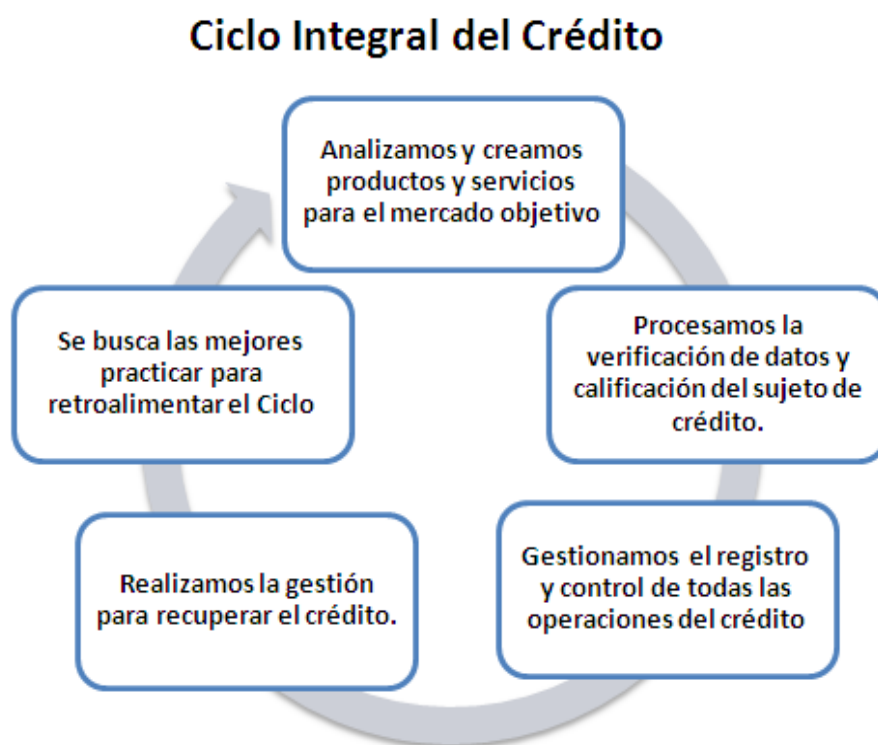 Ciclo Integral del Crédito
Analizamos y creamos
productos y servicios
para el mercado objetivo
Procesamos la
verificación de datos y
calificación del sujeto de
crédito.
Gestionamos el registro
y control de todas las
operaciones del crédito
Realizamos la gestión
para recuperar el crédito.
Se busca las mejores
practicar para
retroalimentar el Ciclo